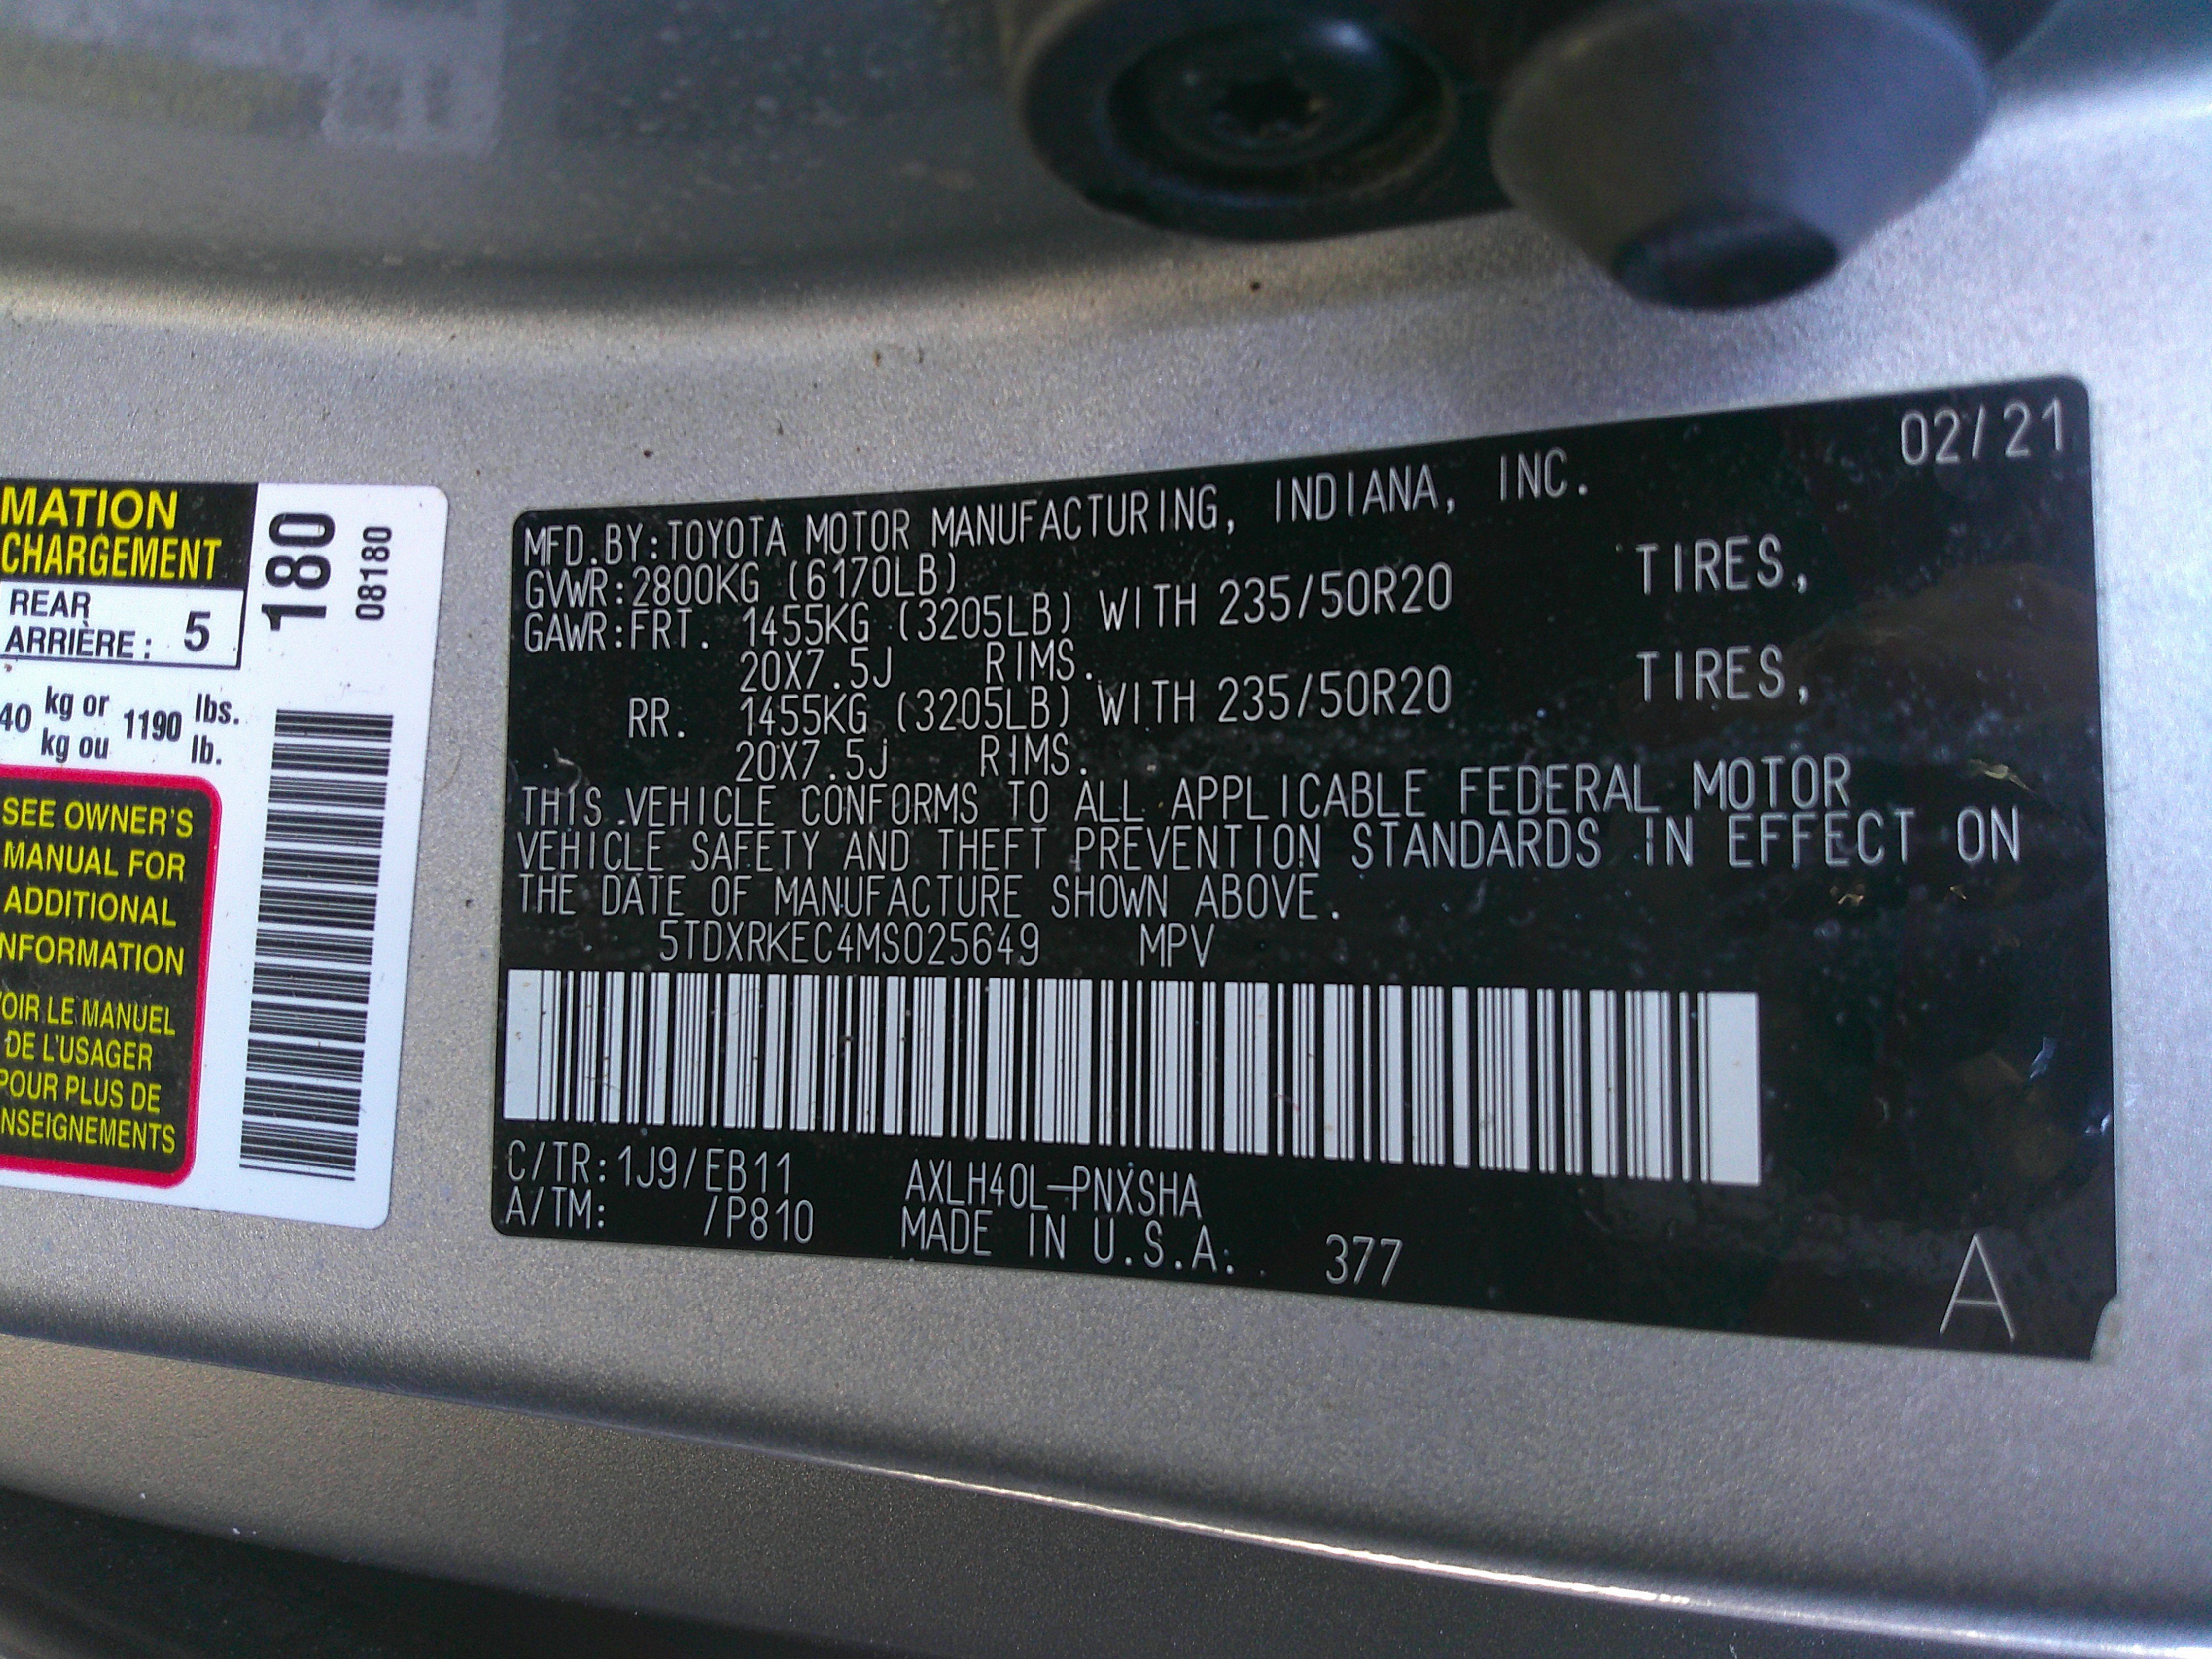 MATION
CHARGEMENT
REAR
ARRIÈRE : 5
40 kg or 1190 lbs.
kg ou lb.
SEE OWNER'S
MANUAL FOR
ADDITIONAL
NFORMATION
OIR LE MANUEL
DE L'USAGER
POUR PLUS DE
NSEIGNEMENTS
180
08180
02/21
MFD.BY:TOYOTA MOTOR MANUFACTURING, INDIANA, INC.
GVWR:2800KG (6170LB)
GAWR:FRT. 1455KG (3205LB) WITH 235/50R20 TIRES,
20X7.5J RIMS.
RR. 1455KG (3205LB) WITH 235/50R20 TIRES,
20X7.5J RIMS.
THIS VEHICLE CONFORMS TO ALL APPLICABLE FEDERAL MOTOR
VEHICLE SAFETY AND THEFT PREVENTION STANDARDS IN EFFECT ON
THE DATE OF MANUFACTURE SHOWN ABOVE.
5TDXRKEC4MS025649 MPV
C/TR:1J9/EB11 AXLH40L-PNXSHA
A/TM: /P810 MADE IN U.S.A. 377
A